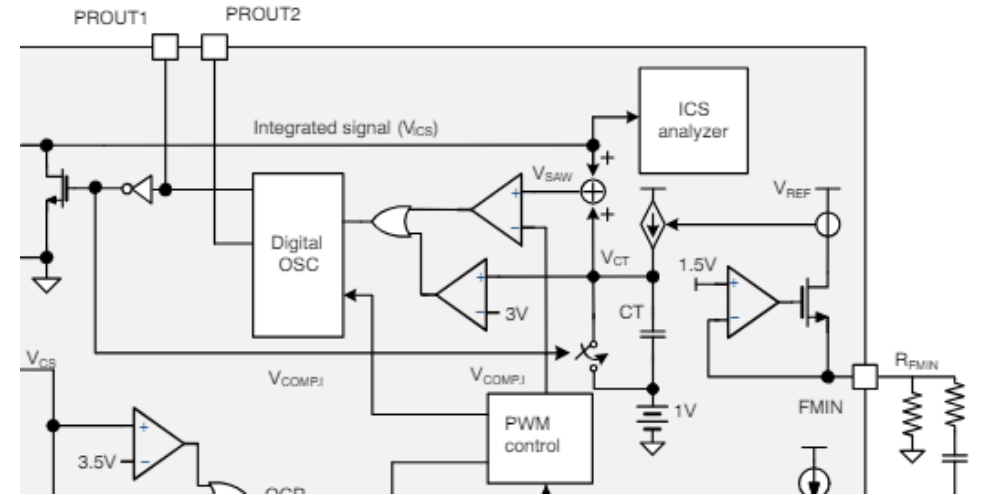 PROUT1
PROUT2
Integrated signal (VICS)
ICS
analyzer
+
VSAW
+
+
VREF
-
Digital
OSC
VCT
1.5V
+
+
CT
-
- 3V
-
VCS
VCOMP.I
VCOMP.I
RFMIN
1V
FMIN
PWM
control
+
3.5V -
OCP